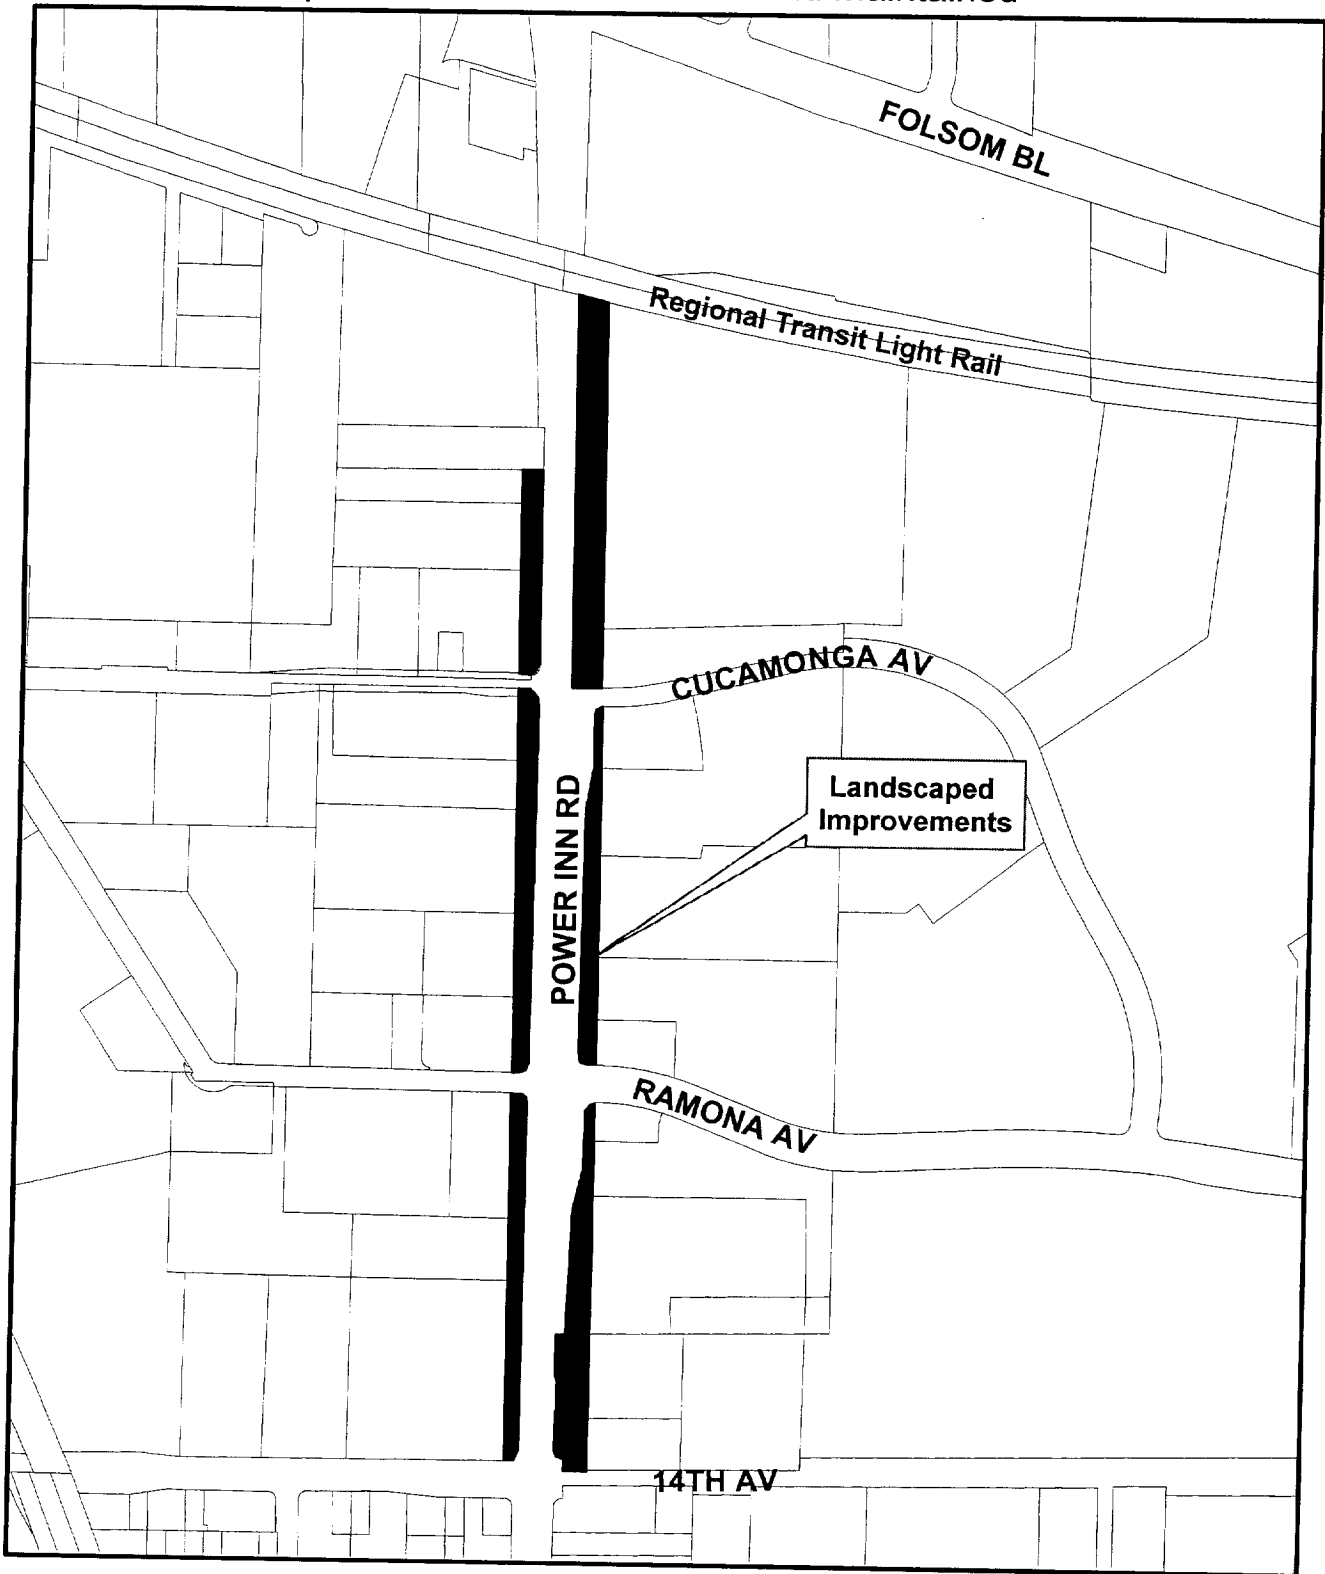 FOLSOM BL
Regional Transit Light Rail
CUCAMONGA AV
Landscaped
Improvements
POWER INN RD
RAMONA AV
14TH AV